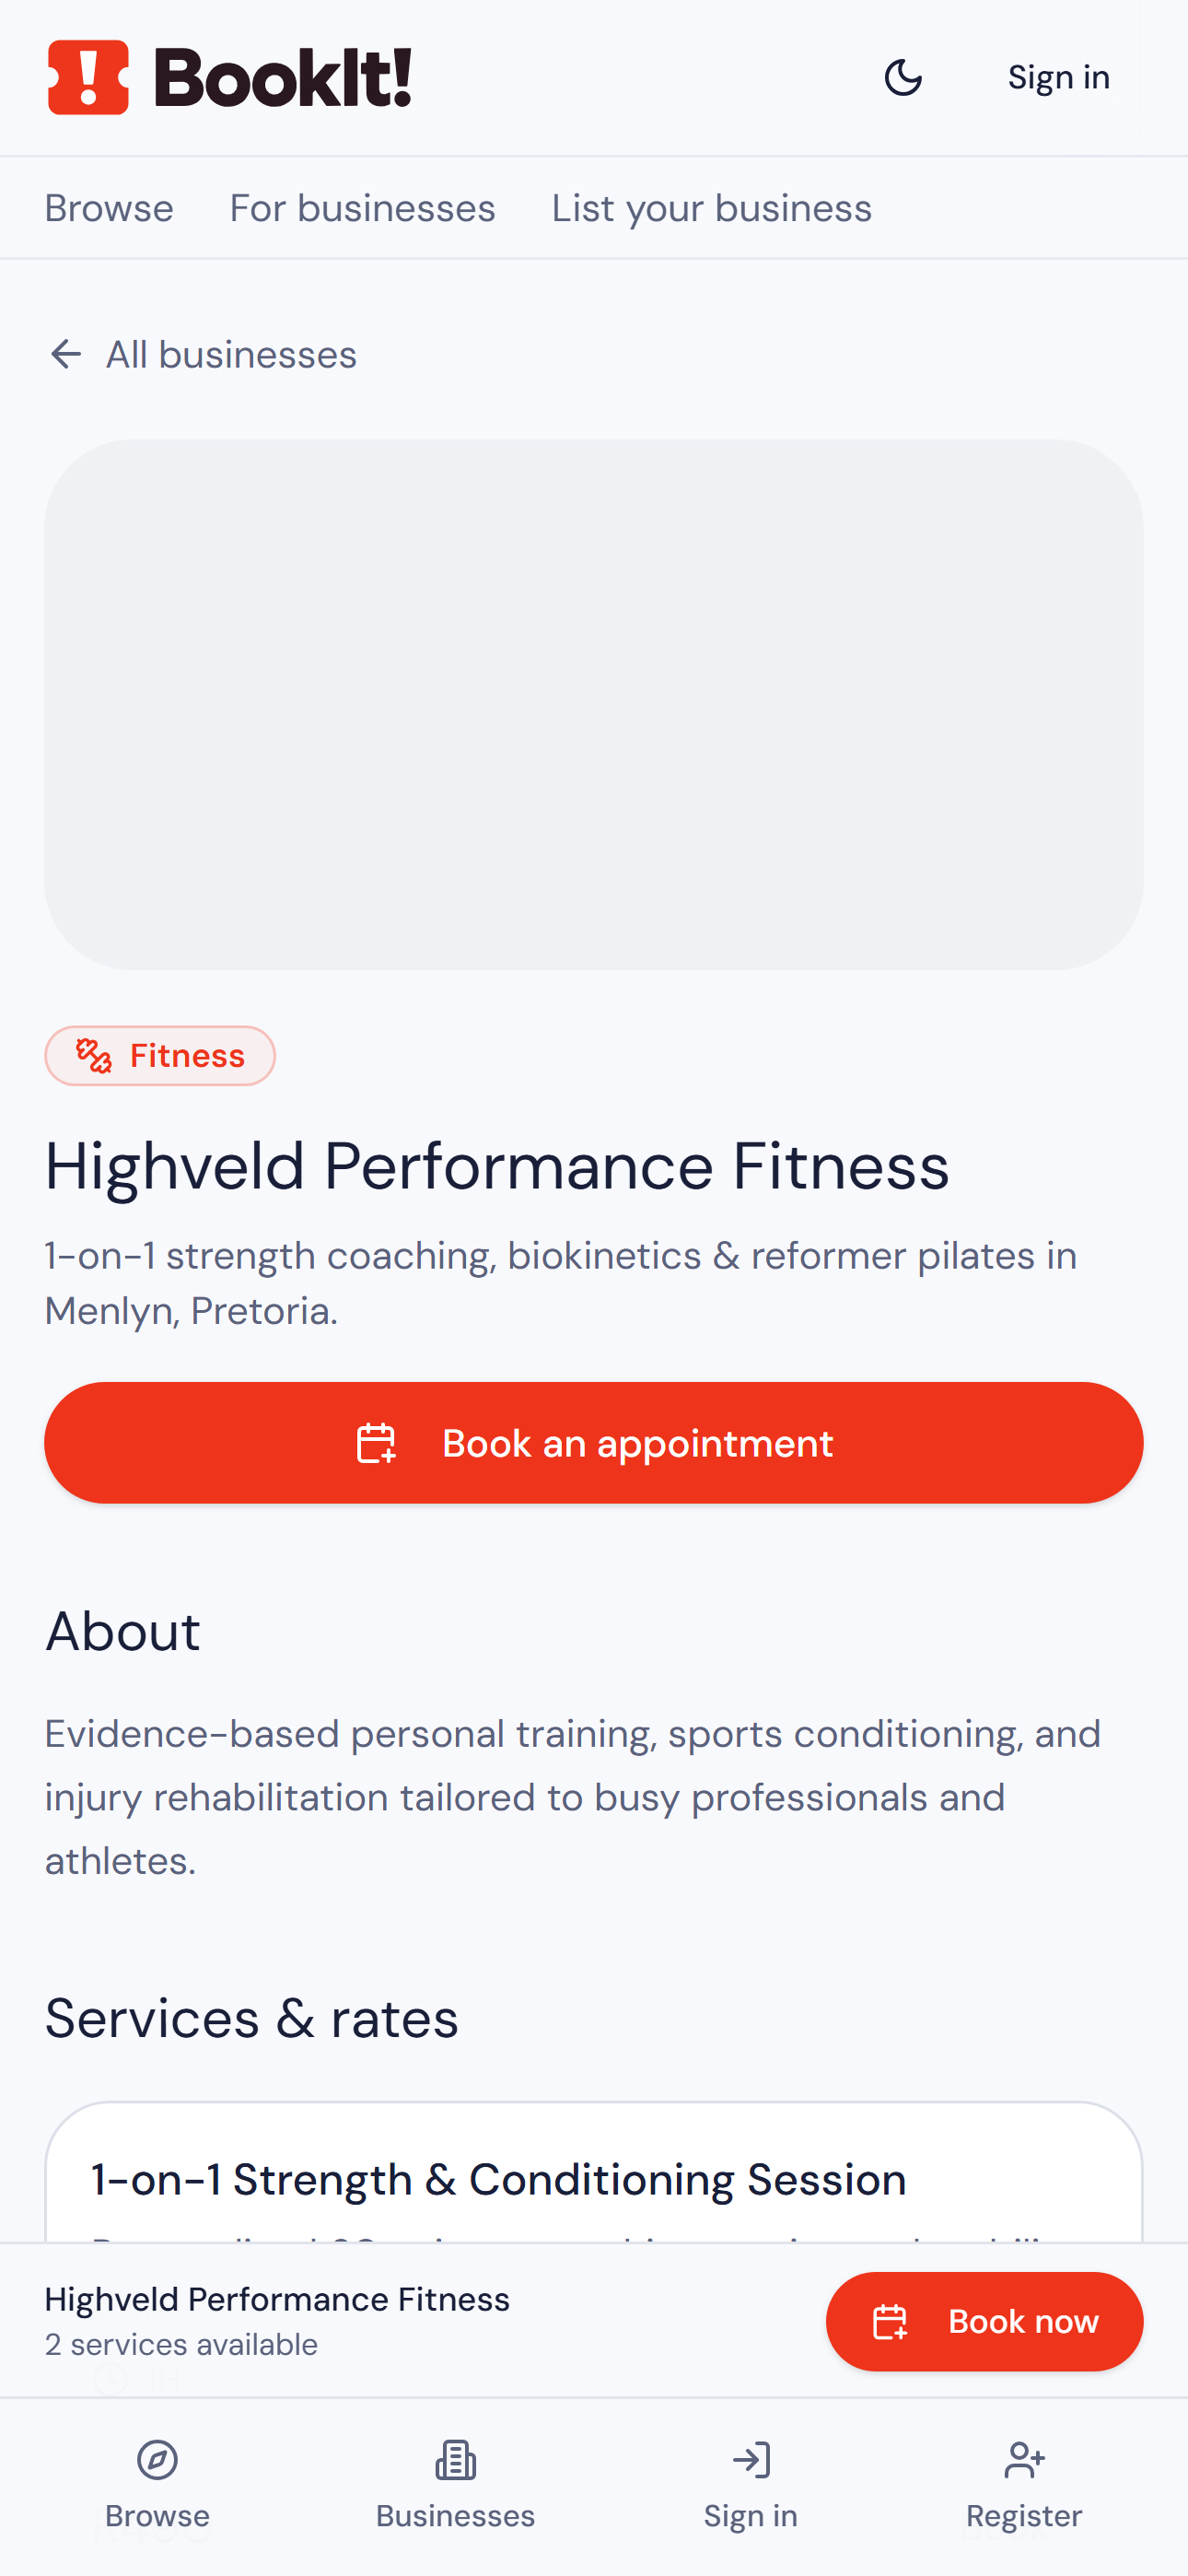 BookIt!
Sign in
Browse For businesses List your business
All businesses
Fitness
Highveld Performance Fitness
1-on-1 strength coaching, biokinetics & reformer pilates in
Menlyn, Pretoria.
Book an appointment
About
Evidence-based personal training, sports conditioning, and
injury rehabilitation tailored to busy professionals and
athletes.
Services & rates
1-on-1 Strength & Conditioning Session
Highveld Performance Fitness
2 services available
Book now
1H
Browse Businesses Sign in Register